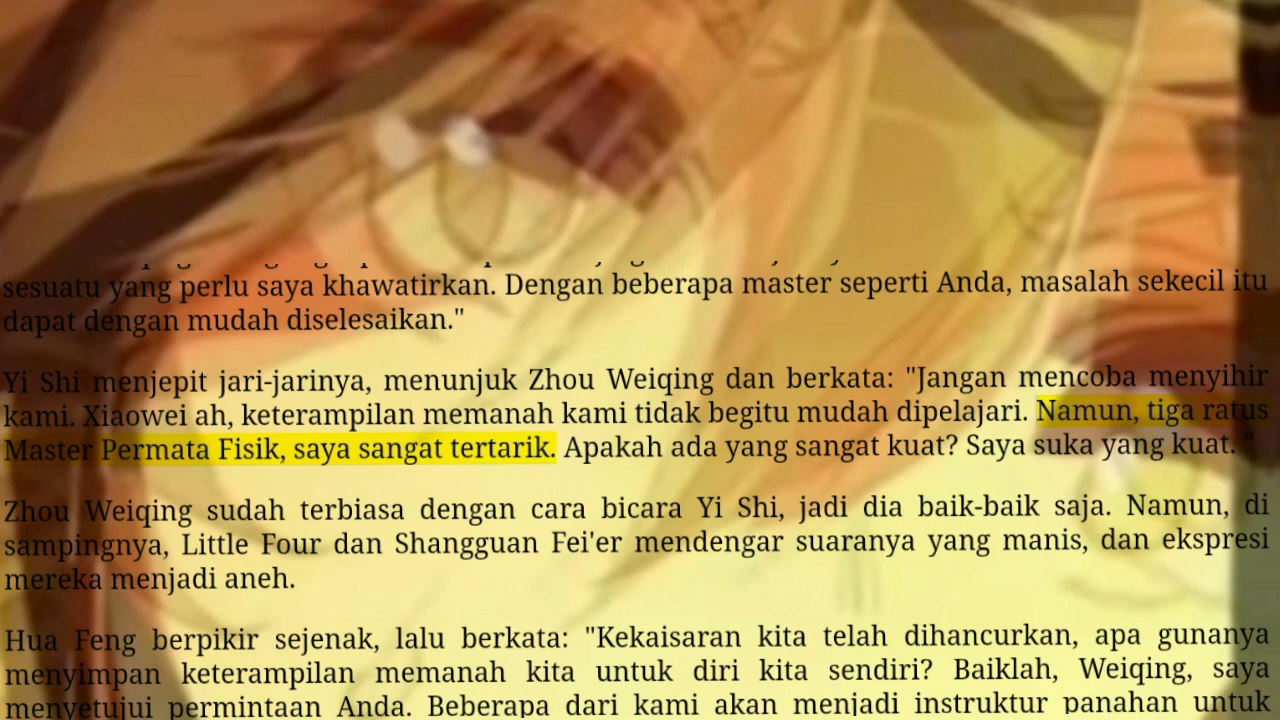 sesuatu yang perlu saya khawatirkan. Dengan beberapa master seperti Anda, masalah sekecil itu
dapat dengan mudah diselesaikan."
Yi Shi menjepit jari-jarinya, menunjuk Zhou Weiqing dan berkata: "Jangan mencoba menyihir
kami. Xiaowei ah, keterampilan memanah kami tidak begitu mudah dipelajari. Namun, tiga ratus
Master Permata Fisik, saya sangat tertarik. Apakah ada yang sangat kuat? Saya suka yang kuat. "
Zhou Weiqing sudah terbiasa dengan cara bicara Yi Shi, jadi dia baik-baik saja. Namun, di
sampingnya, Little Four dan Shangguan Fei'er mendengar suaranya yang manis, dan ekspresi
mereka menjadi aneh.
Hua Feng berpikir sejenak, lalu berkata: "Kekaisaran kita telah dihancurkan, apa gunanya
menyimpan keterampilan memanah kita untuk diri kita sendiri? Baiklah, Weiqing, saya
menyetujui permintaan Anda. Beberapa dari kami akan menjadi instruktur panahan untuk